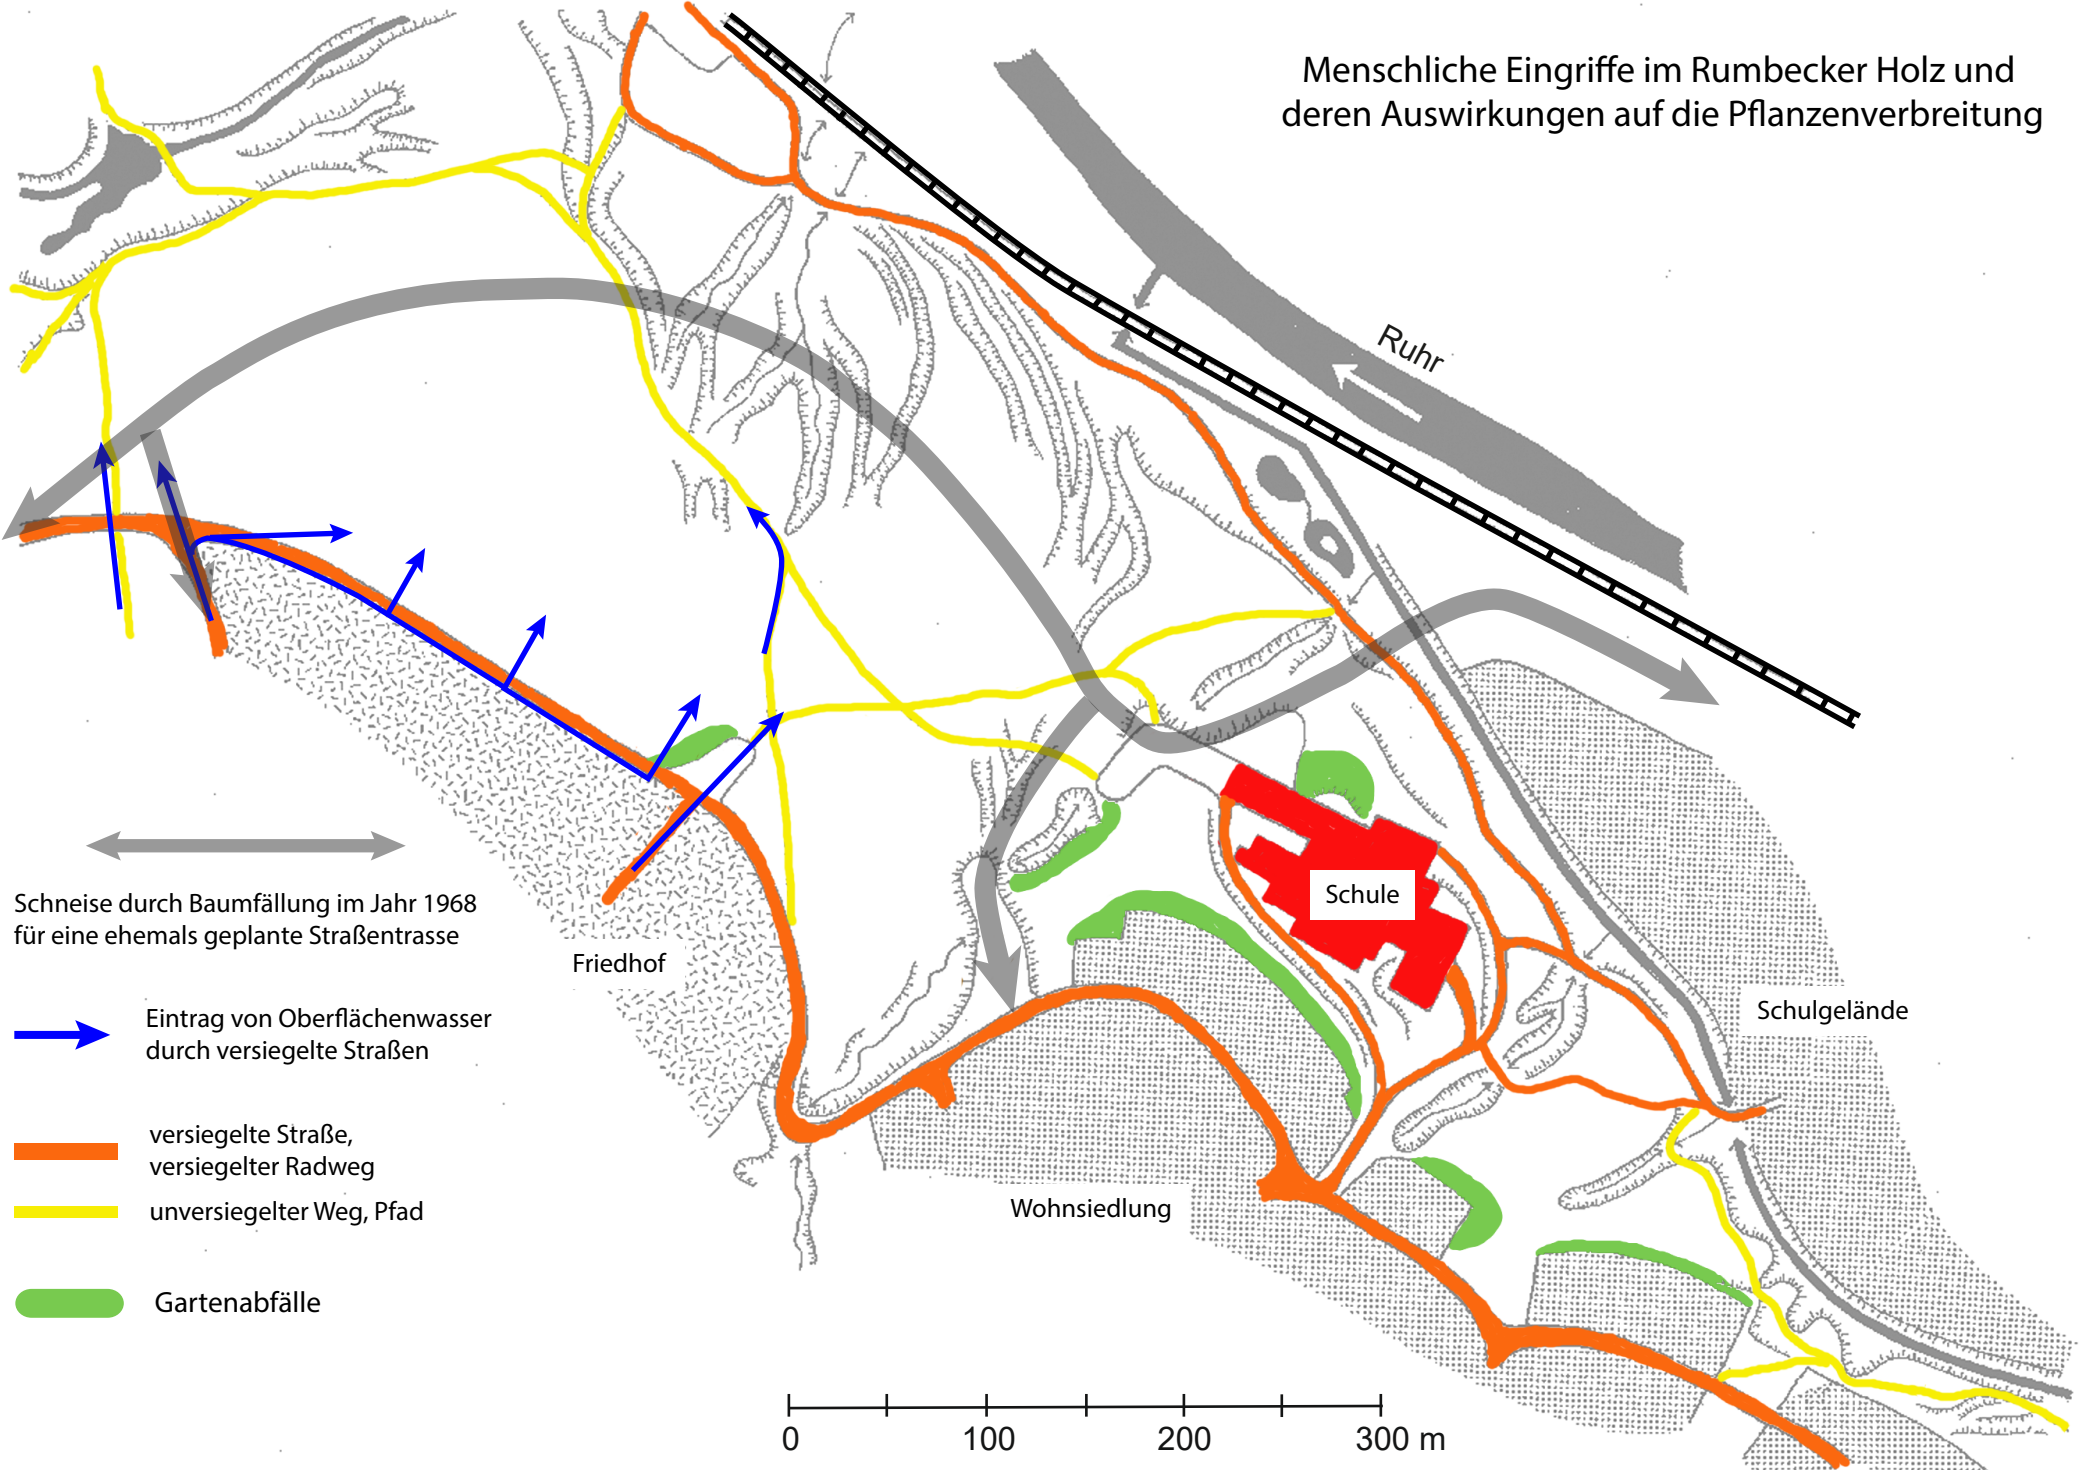 Menschliche Eingriffe im Rumbecker Holz und
deren Auswirkungen auf die Pflanzenverbreitung
Ruhr
Schule
Schneise durch Baumfällung im Jahr 1968
für eine ehemals geplante Straßentrasse
Friedhof
Schulgelände
Eintrag von Oberflächenwasser
durch versiegelte Straßen
versiegelte Straße,
versiegelter Radweg
unversiegelter Weg, Pfad
Wohnsiedlung
Gartenabfälle
0 100 200 300 m